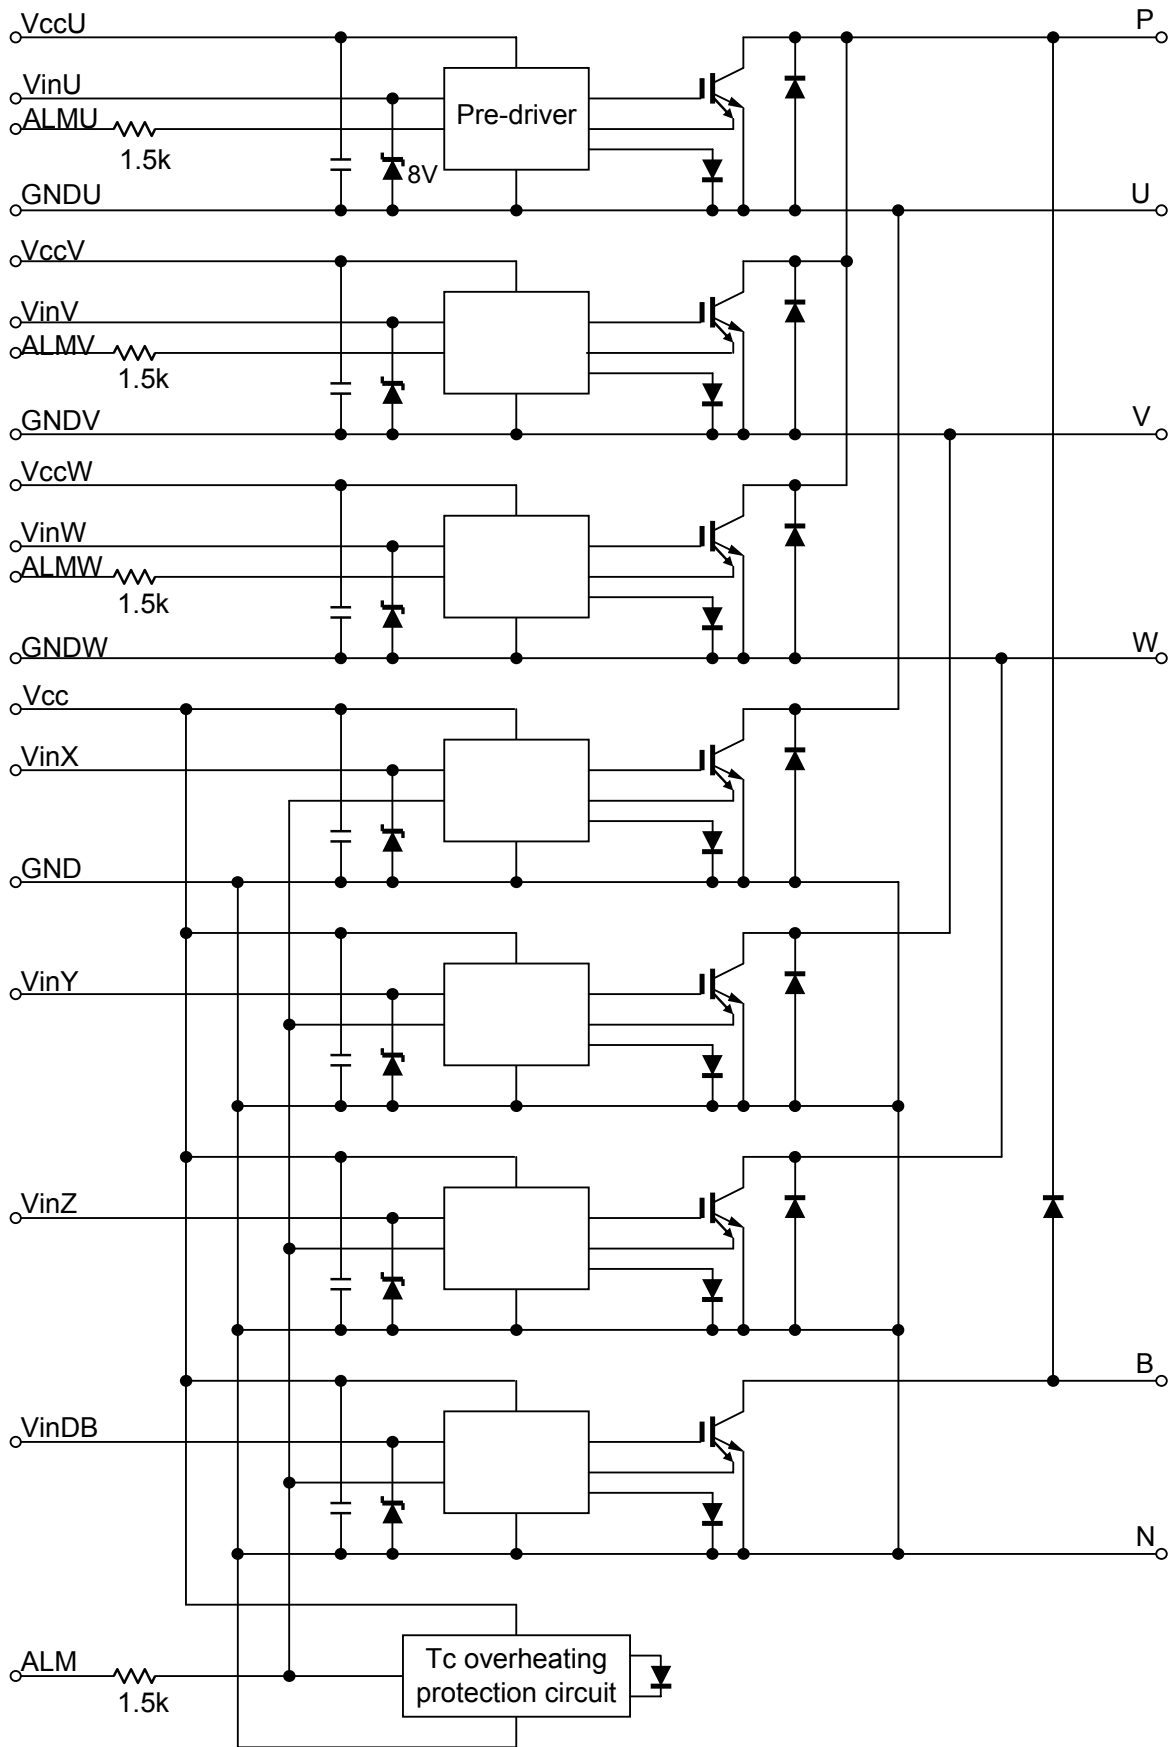 VccU
P
VinU
ALMU
Pre-driver
1.5k
8V
GNDU
U
VccV
VinV
ALMV
1.5k
GNDV
V
VccW
VinW
ALMW
1.5k
GNDW
W
Vcc
VinX
GND
VinY
VinZ
B
VinDB
N
ALM
Tc overheating
protection circuit
1.5k